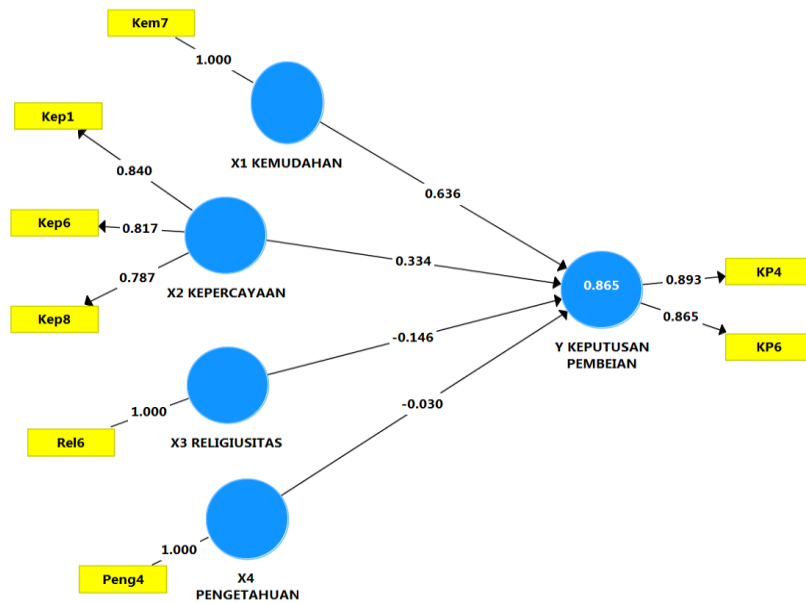 Kem7
1.000
X1 KEMUDAHAN
Kep1
0.840
Kep6
0.817
Kep8
0.787
X2 KEPERCAYAAN
0.636
0.334
-0.146
-0.030
0.865
Y KEPUTUSAN
PEMBEIAN
0.893
KP4
0.865
KP6
1.000
Rel6
X3 RELIGIUSITAS
1.000
Peng4
X4
PENGETAHUAN